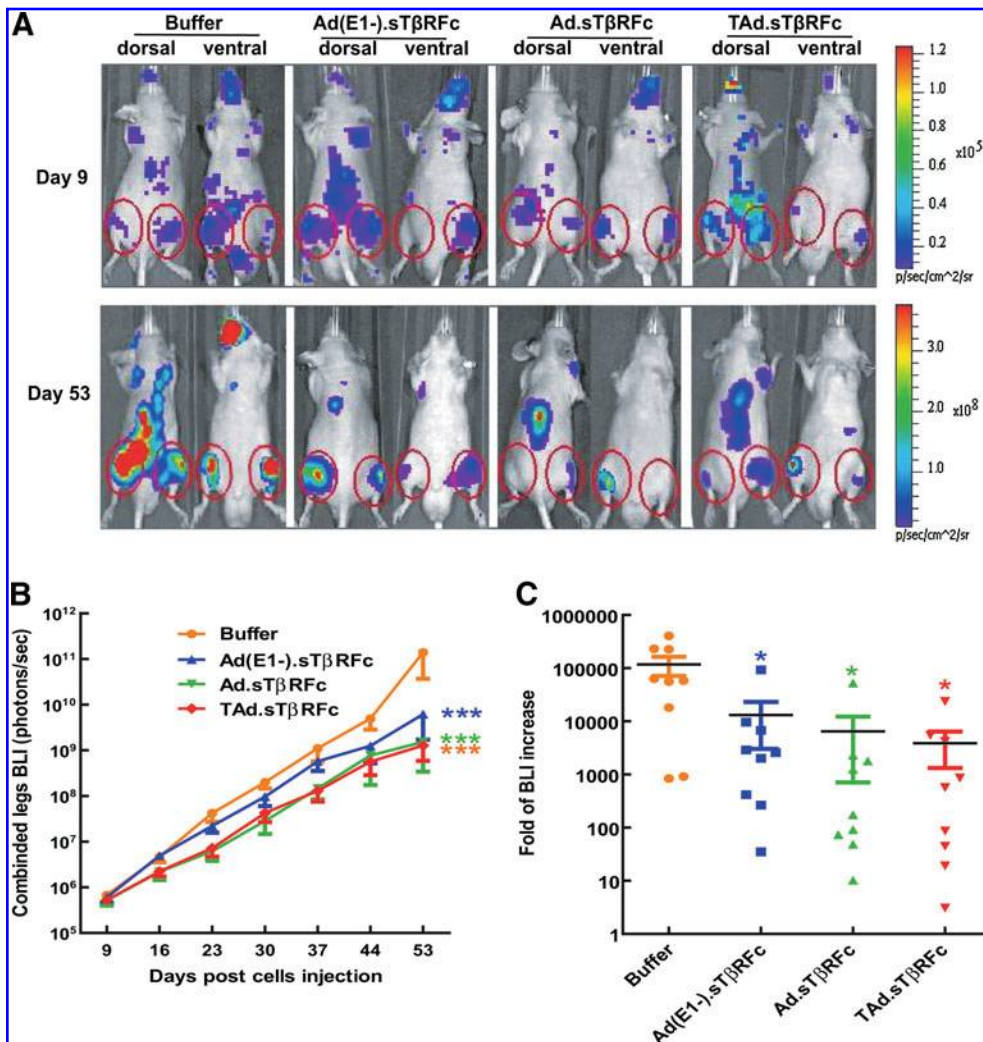 A
Buffer Ad(E1-).sTβRFc Ad.sTβRFc TAd.sTβRFc
dorsal ventral dorsal ventral dorsal ventral dorsal ventral
Day 9
1.2
1.0
0.8
0.6
0.4
0.2
x10^5
p/sec/cm^2/sr
Day 53
3.0
2.0
1.0
x10^8
p/sec/cm^2/sr
B
Combinded legs BLI (photons/sec)
10^12
10^11
10^10
10^9
10^8
10^7
10^6
10^5
Buffer
Ad(E1-).sTβRFc
Ad.sTβRFc
TAd.sTβRFc
***
***
***
9 16 23 30 37 44 53
Days post cells injection
C
Fold of BLI increase
1000000
100000
10000
1000
100
10
1
* * *
Buffer
Ad(E1-).sTβRFc
Ad.sTβRFc
TAd.sTβRFc